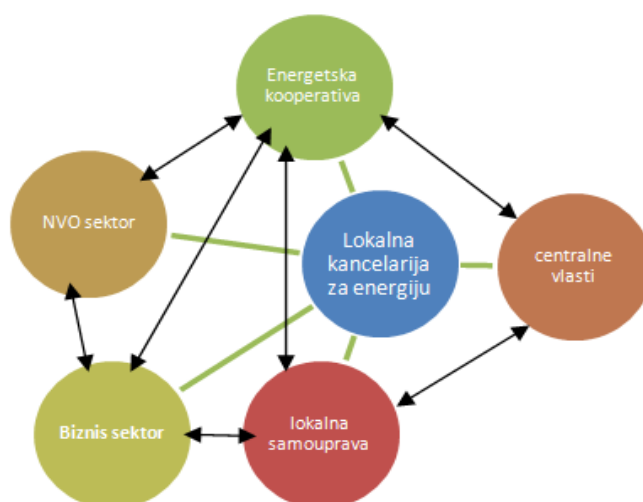 Energetska
kooperativa
NVO sektor
Lokalna
kancelarija
za energiju
centralne
vlasti
Biznis sektor
lokalna
samouprava